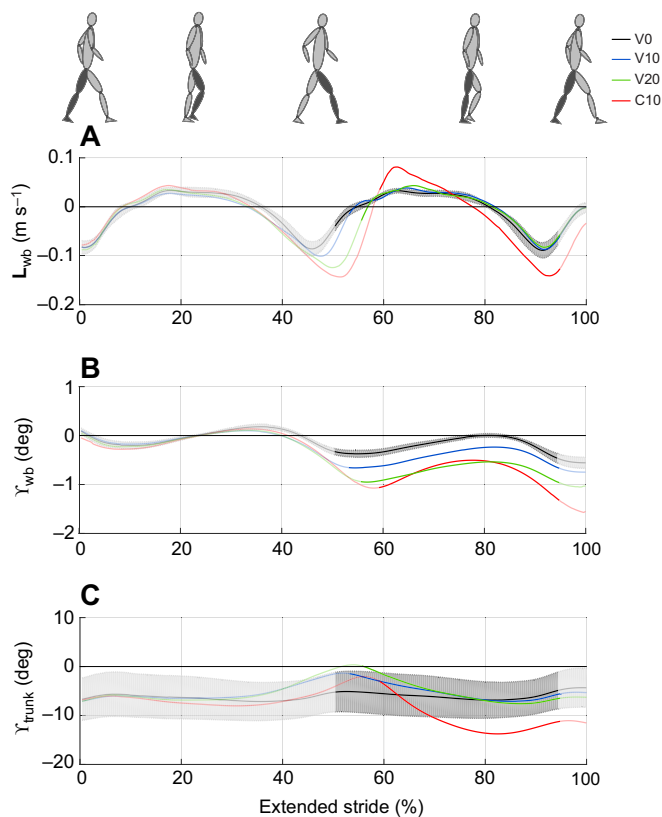 V0
V10
V20
C10
A
0.1
0
−0.1
−0.2
L_wb (m s⁻¹)
0 20 40 60 80 100
B
1
0
−1
−2
ϒ_wb (deg)
0 20 40 60 80 100
C
10
0
−10
−20
ϒ_trunk (deg)
0 20 40 60 80 100
Extended stride (%)